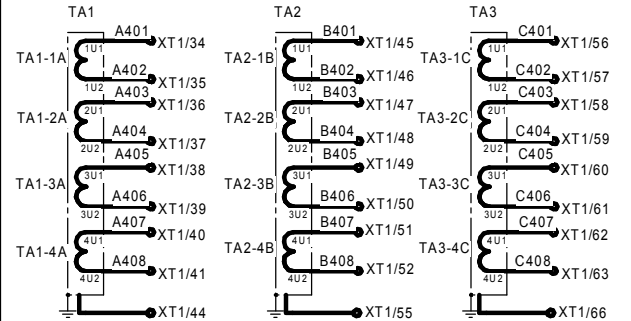 TA1 TA2 TA3
A401 B401 C401
1U1 XT1/34 1U1 XT1/45 1U1 XT1/56
TA1-1A TA2-1B TA3-1C
A402 B402 C402
1U2 XT1/35 1U2 XT1/46 1U2 XT1/57
A403 B403 C403
2U1 XT1/36 2U1 XT1/47 2U1 XT1/58
TA1-2A TA2-2B TA3-2C
A404 B404 C404
2U2 XT1/37 2U2 XT1/48 2U2 XT1/59
A405 B405 C405
3U1 XT1/38 3U1 XT1/49 3U1 XT1/60
TA1-3A TA2-3B TA3-3C
A406 B406 C406
3U2 XT1/39 3U2 XT1/50 3U2 XT1/61
A407 B407 C407
4U1 XT1/40 4U1 XT1/51 4U1 XT1/62
TA1-4A TA2-4B TA3-4C
A408 B408 C408
4U2 XT1/41 4U2 XT1/52 4U2 XT1/63
XT1/44 XT1/55 XT1/66